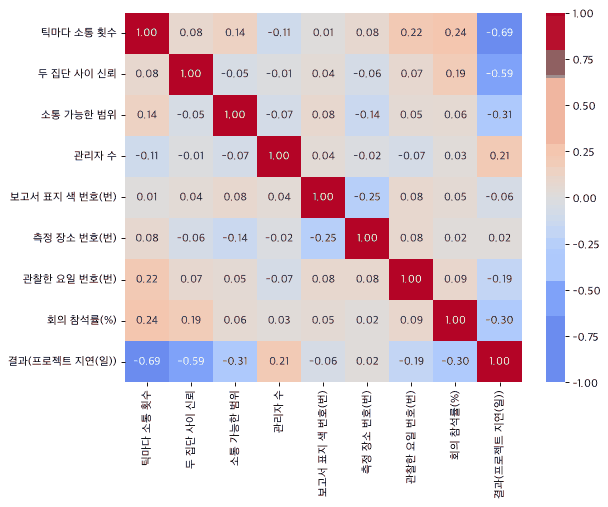 틱마다 소통 횟수 1.00 0.08 0.14 -0.11 0.01 0.08 0.22 0.24 -0.69
두 집단 사이 신뢰 0.08 1.00 -0.05 -0.01 0.04 -0.06 0.07 0.19 -0.59
소통 가능한 범위 0.14 -0.05 1.00 -0.07 0.08 -0.14 0.05 0.06 -0.31
관리자 수 -0.11 -0.01 -0.07 1.00 0.04 -0.02 -0.07 0.03 0.21
보고서 표지 색 번호(번) 0.01 0.04 0.08 0.04 1.00 -0.25 0.08 0.05 -0.06
측정 장소 번호(번) 0.08 -0.06 -0.14 -0.02 -0.25 1.00 0.08 0.02 0.02
관찰한 요일 번호(번) 0.22 0.07 0.05 -0.07 0.08 0.08 1.00 0.09 -0.19
회의 참석률(%) 0.24 0.19 0.06 0.03 0.05 0.02 0.09 1.00 -0.30
결과(프로젝트 지연(일)) -0.69 -0.59 -0.31 0.21 -0.06 0.02 -0.19 -0.30 1.00
틱마다 소통 횟수
두 집단 사이 신뢰
소통 가능한 범위
관리자 수
보고서 표지 색 번호(번)
측정 장소 번호(번)
관찰한 요일 번호(번)
회의 참석률(%)
결과(프로젝트 지연(일))
1.00
0.75
0.50
0.25
0.00
-0.25
-0.50
-0.75
-1.00